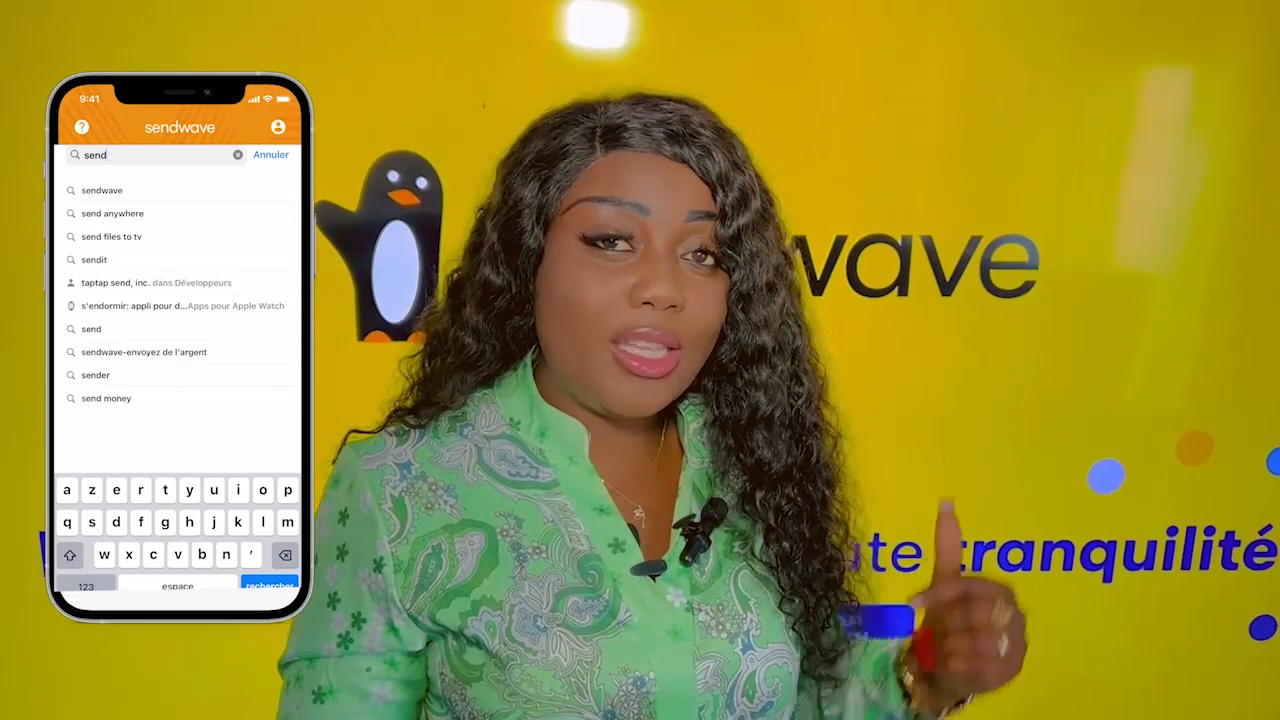 9:41
sendwave
send
Annuler
sendwave
send anywhere
send files to tv
sendit
taptap send, inc. dans Développeurs
s'endormir: appli pour d...Apps pour Apple Watch
send
sendwave-envoyez de l'argent
sender
send money
a z e r t y u i o p
q s d f g h j k l m
w x c v b n ’
123 espace rechercher
wave
tranquilité